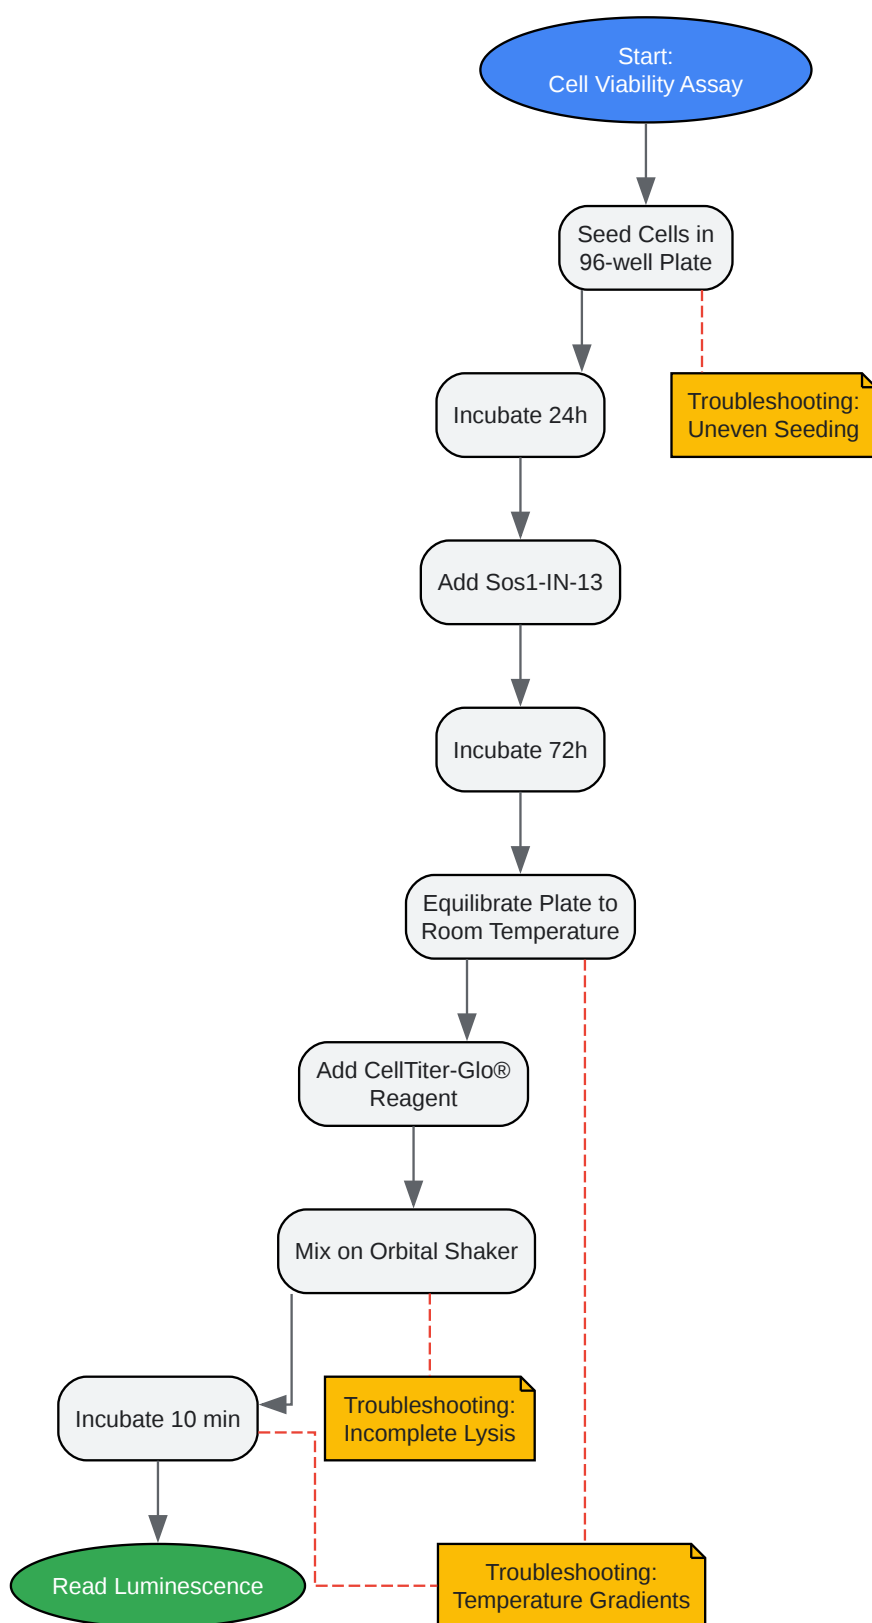 Start:
Cell Viability Assay
Seed Cells in
96-well Plate
Incubate 24h
Troubleshooting:
Uneven Seeding
Add Sos1-IN-13
Incubate 72h
Equilibrate Plate to
Room Temperature
Add CellTiter-Glo®
Reagent
Mix on Orbital Shaker
Incubate 10 min
Troubleshooting:
Incomplete Lysis
Read Luminescence
Troubleshooting:
Temperature Gradients